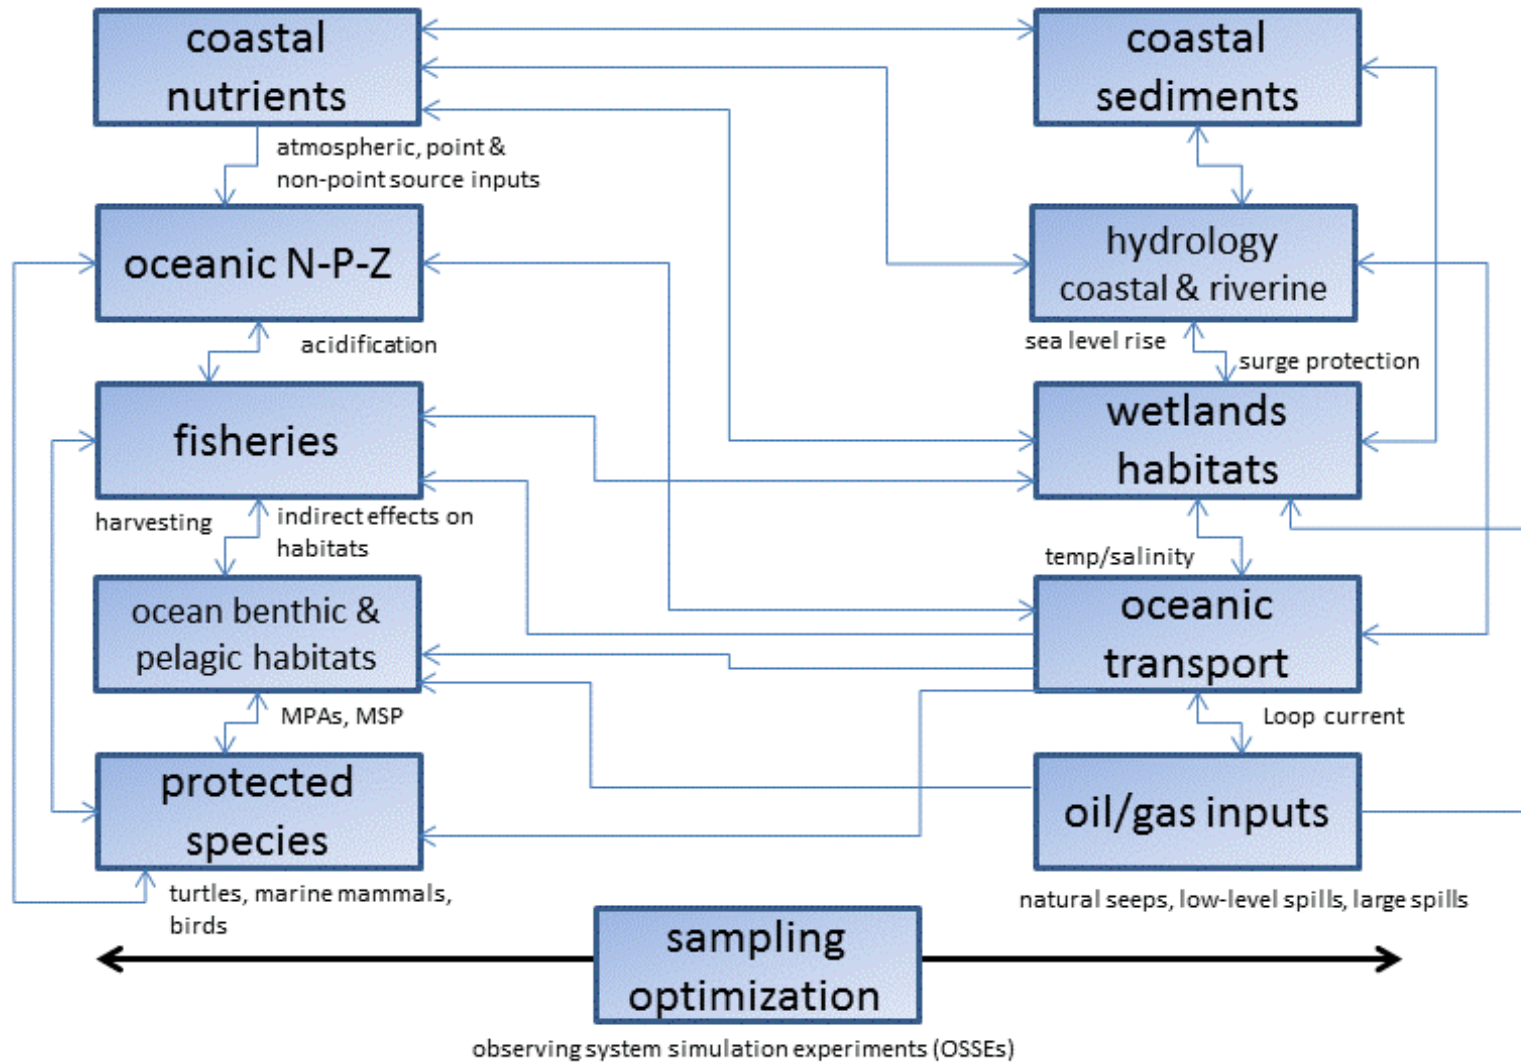 coastal
nutrients
coastal
sediments
atmospheric, point &
non-point source inputs
oceanic N-P-Z
hydrology
coastal & riverine
acidification
sea level rise
surge protection
fisheries
wetlands
habitats
harvesting
indirect effects on
habitats
temp/salinity
ocean benthic &
pelagic habitats
oceanic
transport
MPAs, MSP
Loop current
protected
species
oil/gas inputs
turtles, marine mammals,
birds
natural seeps, low-level spills, large spills
sampling
optimization
observing system simulation experiments (OSSEs)